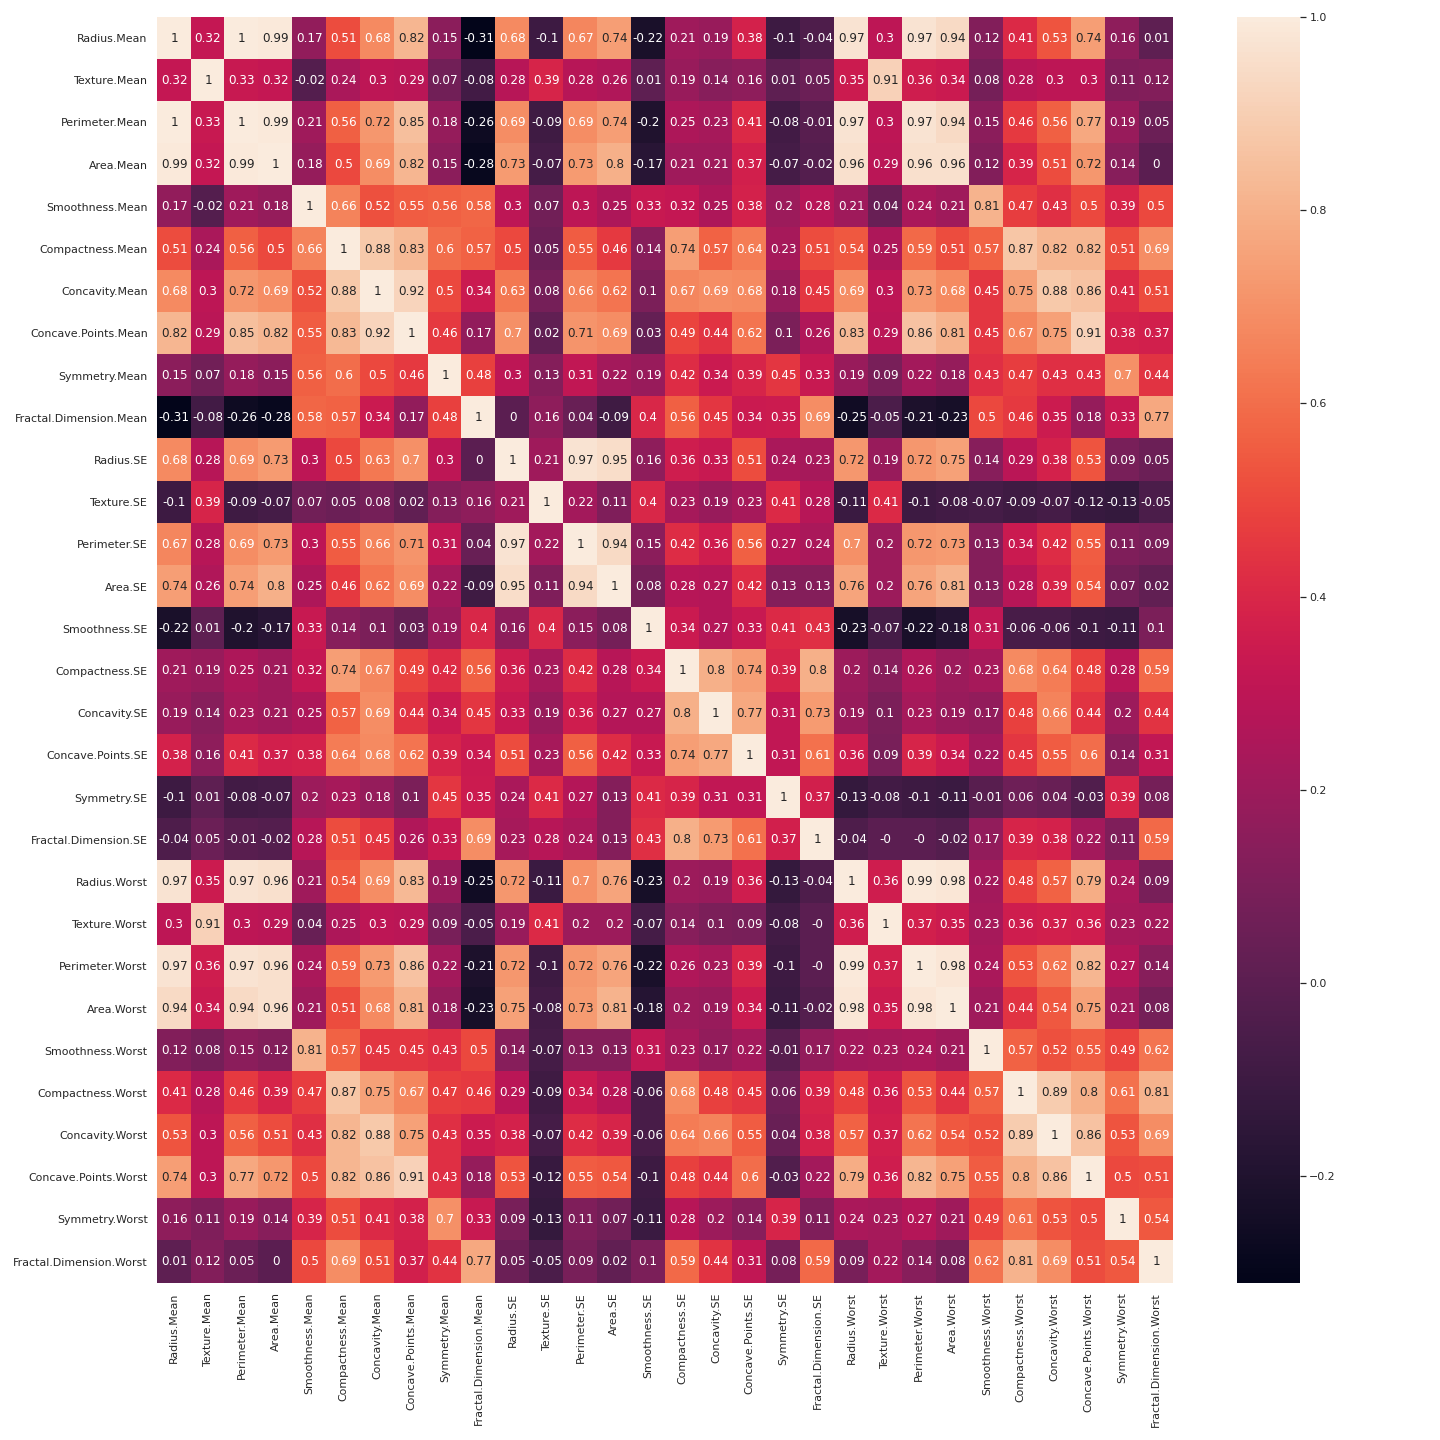 Radius.Mean 1 0.32 1 0.99 0.17 0.51 0.68 0.82 0.15 -0.31 0.68 -0.1 0.67 0.74 -0.22 0.21 0.19 0.38 -0.1 -0.04 0.97 0.3 0.97 0.94 0.12 0.41 0.53 0.74 0.16 0.01
Texture.Mean 0.32 1 0.33 0.32 -0.02 0.24 0.3 0.29 0.07 -0.08 0.28 0.39 0.28 0.26 0.01 0.19 0.14 0.16 0.01 0.05 0.35 0.91 0.36 0.34 0.08 0.28 0.3 0.3 0.11 0.12
Perimeter.Mean 1 0.33 1 0.99 0.21 0.56 0.72 0.85 0.18 -0.26 0.69 -0.09 0.69 0.74 -0.2 0.25 0.23 0.41 -0.08 -0.01 0.97 0.3 0.97 0.94 0.15 0.46 0.56 0.77 0.19 0.05
Area.Mean 0.99 0.32 0.99 1 0.18 0.5 0.69 0.82 0.15 -0.28 0.73 -0.07 0.73 0.8 -0.17 0.21 0.21 0.37 -0.07 -0.02 0.96 0.29 0.96 0.96 0.12 0.39 0.51 0.72 0.14 0
Smoothness.Mean 0.17 -0.02 0.21 0.18 1 0.66 0.52 0.55 0.56 0.58 0.3 0.07 0.3 0.25 0.33 0.32 0.25 0.38 0.2 0.28 0.21 0.04 0.24 0.21 0.81 0.47 0.43 0.5 0.39 0.5
Compactness.Mean 0.51 0.24 0.56 0.5 0.66 1 0.88 0.83 0.6 0.57 0.5 0.05 0.55 0.46 0.14 0.74 0.57 0.64 0.23 0.51 0.54 0.25 0.59 0.51 0.57 0.87 0.82 0.82 0.51 0.69
Concavity.Mean 0.68 0.3 0.72 0.69 0.52 0.88 1 0.92 0.5 0.34 0.63 0.08 0.66 0.62 0.1 0.67 0.69 0.68 0.18 0.45 0.69 0.3 0.73 0.68 0.45 0.75 0.88 0.86 0.41 0.51
Concave.Points.Mean 0.82 0.29 0.85 0.82 0.55 0.83 0.92 1 0.46 0.17 0.7 0.02 0.71 0.69 0.03 0.49 0.44 0.62 0.1 0.26 0.83 0.29 0.86 0.81 0.45 0.67 0.75 0.91 0.38 0.37
Symmetry.Mean 0.15 0.07 0.18 0.15 0.56 0.6 0.5 0.46 1 0.48 0.3 0.13 0.31 0.22 0.19 0.42 0.34 0.39 0.45 0.33 0.19 0.09 0.22 0.18 0.43 0.47 0.43 0.43 0.7 0.44
Fractal.Dimension.Mean -0.31 -0.08 -0.26 -0.28 0.58 0.57 0.34 0.17 0.48 1 0 0.16 0.04 -0.09 0.4 0.56 0.45 0.34 0.35 0.69 -0.25 -0.05 -0.21 -0.23 0.5 0.46 0.35 0.18 0.33 0.77
Radius.SE 0.68 0.28 0.69 0.73 0.3 0.5 0.63 0.7 0.3 0 1 0.21 0.97 0.95 0.16 0.36 0.33 0.51 0.24 0.23 0.72 0.19 0.72 0.75 0.14 0.29 0.38 0.53 0.09 0.05
Texture.SE -0.1 0.39 -0.09 -0.07 0.07 0.05 0.08 0.02 0.13 0.16 0.21 1 0.22 0.11 0.4 0.23 0.19 0.23 0.41 0.28 -0.11 0.41 -0.1 -0.08 -0.07 -0.09 -0.07 -0.12 -0.13 -0.05
Perimeter.SE 0.67 0.28 0.69 0.73 0.3 0.55 0.66 0.71 0.31 0.04 0.97 0.22 1 0.94 0.15 0.42 0.36 0.56 0.27 0.24 0.7 0.2 0.72 0.73 0.13 0.34 0.42 0.55 0.11 0.09
Area.SE 0.74 0.26 0.74 0.8 0.25 0.46 0.62 0.69 0.22 -0.09 0.95 0.11 0.94 1 0.08 0.28 0.27 0.42 0.13 0.13 0.76 0.2 0.76 0.81 0.13 0.28 0.39 0.54 0.07 0.02
Smoothness.SE -0.22 0.01 -0.2 -0.17 0.33 0.14 0.1 0.03 0.19 0.4 0.16 0.4 0.15 0.08 1 0.34 0.27 0.33 0.41 0.43 -0.23 -0.07 -0.22 -0.18 0.31 -0.06 -0.06 -0.1 -0.11 0.1
Compactness.SE 0.21 0.19 0.25 0.21 0.32 0.74 0.67 0.49 0.42 0.56 0.36 0.23 0.42 0.28 0.34 1 0.8 0.74 0.39 0.8 0.2 0.14 0.26 0.2 0.23 0.68 0.64 0.48 0.28 0.59
Concavity.SE 0.19 0.14 0.23 0.21 0.25 0.57 0.69 0.44 0.34 0.45 0.33 0.19 0.36 0.27 0.27 0.8 1 0.77 0.31 0.73 0.19 0.1 0.23 0.19 0.17 0.48 0.66 0.44 0.2 0.44
Concave.Points.SE 0.38 0.16 0.41 0.37 0.38 0.64 0.68 0.62 0.39 0.34 0.51 0.23 0.56 0.42 0.33 0.74 0.77 1 0.31 0.61 0.36 0.09 0.39 0.34 0.22 0.45 0.55 0.6 0.14 0.31
Symmetry.SE -0.1 0.01 -0.08 -0.07 0.2 0.23 0.18 0.1 0.45 0.35 0.24 0.41 0.27 0.13 0.41 0.39 0.31 0.31 1 0.37 -0.13 -0.08 -0.1 -0.11 -0.01 0.06 0.04 -0.03 0.39 0.08
Fractal.Dimension.SE -0.04 0.05 -0.01 -0.02 0.28 0.51 0.45 0.26 0.33 0.69 0.23 0.28 0.24 0.13 0.43 0.8 0.73 0.61 0.37 1 -0.04 -0 -0 -0.02 0.17 0.39 0.38 0.22 0.11 0.59
Radius.Worst 0.97 0.35 0.97 0.96 0.21 0.54 0.69 0.83 0.19 -0.25 0.72 -0.11 0.7 0.76 -0.23 0.2 0.19 0.36 -0.13 -0.04 1 0.36 0.99 0.98 0.22 0.48 0.57 0.79 0.24 0.09
Texture.Worst 0.3 0.91 0.3 0.29 0.04 0.25 0.3 0.29 0.09 -0.05 0.19 0.41 0.2 0.2 -0.07 0.14 0.1 0.09 -0.08 -0 0.36 1 0.37 0.35 0.23 0.36 0.37 0.36 0.23 0.22
Perimeter.Worst 0.97 0.36 0.97 0.96 0.24 0.59 0.73 0.86 0.22 -0.21 0.72 -0.1 0.72 0.76 -0.22 0.26 0.23 0.39 -0.1 -0 0.99 0.37 1 0.98 0.24 0.53 0.62 0.82 0.27 0.14
Area.Worst 0.94 0.34 0.94 0.96 0.21 0.51 0.68 0.81 0.18 -0.23 0.75 -0.08 0.73 0.81 -0.18 0.2 0.19 0.34 -0.11 -0.02 0.98 0.35 0.98 1 0.21 0.44 0.54 0.75 0.21 0.08
Smoothness.Worst 0.12 0.08 0.15 0.12 0.81 0.57 0.45 0.45 0.43 0.5 0.14 -0.07 0.13 0.13 0.31 0.23 0.17 0.22 -0.01 0.17 0.22 0.23 0.24 0.21 1 0.57 0.52 0.55 0.49 0.62
Compactness.Worst 0.41 0.28 0.46 0.39 0.47 0.87 0.75 0.67 0.47 0.46 0.29 -0.09 0.34 0.28 -0.06 0.68 0.48 0.45 0.06 0.39 0.48 0.36 0.53 0.44 0.57 1 0.89 0.8 0.61 0.81
Concavity.Worst 0.53 0.3 0.56 0.51 0.43 0.82 0.88 0.75 0.43 0.35 0.38 -0.07 0.42 0.39 -0.06 0.64 0.66 0.55 0.04 0.38 0.57 0.37 0.62 0.54 0.52 0.89 1 0.86 0.53 0.69
Concave.Points.Worst 0.74 0.3 0.77 0.72 0.5 0.82 0.86 0.91 0.43 0.18 0.53 -0.12 0.55 0.54 -0.1 0.48 0.44 0.6 -0.03 0.22 0.79 0.36 0.82 0.75 0.55 0.8 0.86 1 0.5 0.51
Symmetry.Worst 0.16 0.11 0.19 0.14 0.39 0.51 0.41 0.38 0.7 0.33 0.09 -0.13 0.11 0.07 -0.11 0.28 0.2 0.14 0.39 0.11 0.24 0.23 0.27 0.21 0.49 0.61 0.53 0.5 1 0.54
Fractal.Dimension.Worst 0.01 0.12 0.05 0 0.5 0.69 0.51 0.37 0.44 0.77 0.05 -0.05 0.09 0.02 0.1 0.59 0.44 0.31 0.08 0.59 0.09 0.22 0.14 0.08 0.62 0.81 0.69 0.51 0.54 1
Radius.Mean
Texture.Mean
Perimeter.Mean
Area.Mean
Smoothness.Mean
Compactness.Mean
Concavity.Mean
Concave.Points.Mean
Symmetry.Mean
Fractal.Dimension.Mean
Radius.SE
Texture.SE
Perimeter.SE
Area.SE
Smoothness.SE
Compactness.SE
Concavity.SE
Concave.Points.SE
Symmetry.SE
Fractal.Dimension.SE
Radius.Worst
Texture.Worst
Perimeter.Worst
Area.Worst
Smoothness.Worst
Compactness.Worst
Concavity.Worst
Concave.Points.Worst
Symmetry.Worst
Fractal.Dimension.Worst
1.0
0.8
0.6
0.4
0.2
0.0
−0.2